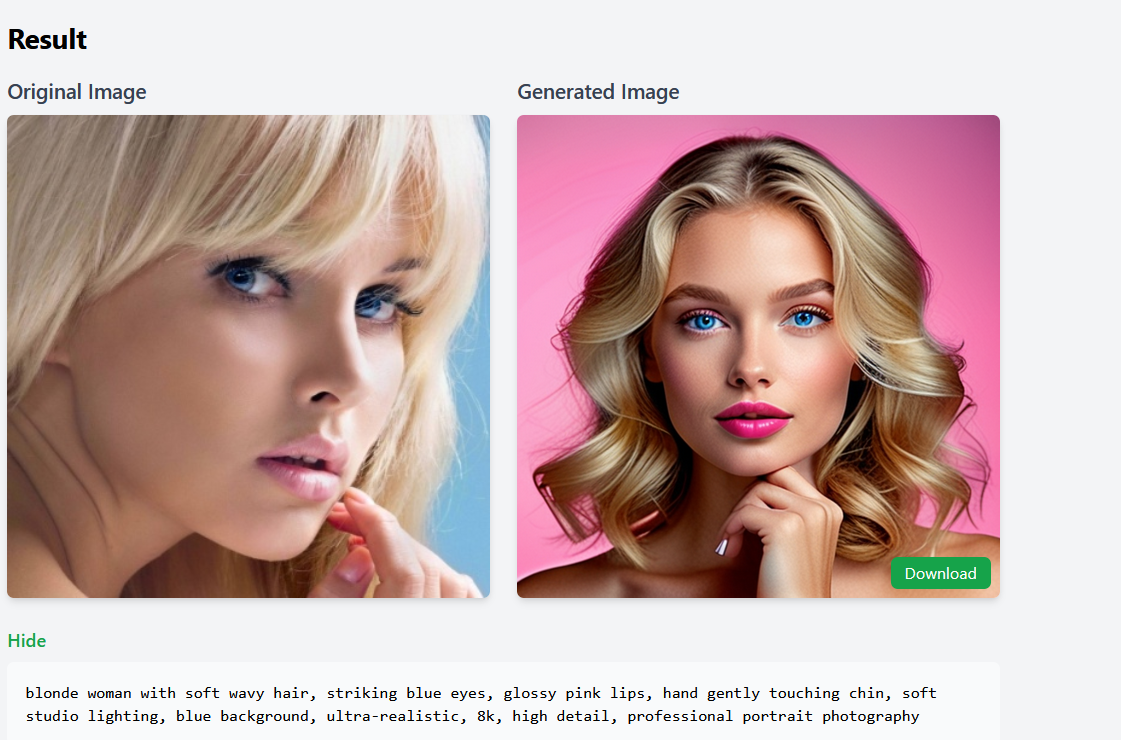 Result
Original Image
Generated Image
Download
Hide
blonde woman with soft wavy hair, striking blue eyes, glossy pink lips, hand gently touching chin, soft
studio lighting, blue background, ultra-realistic, 8k, high detail, professional portrait photography